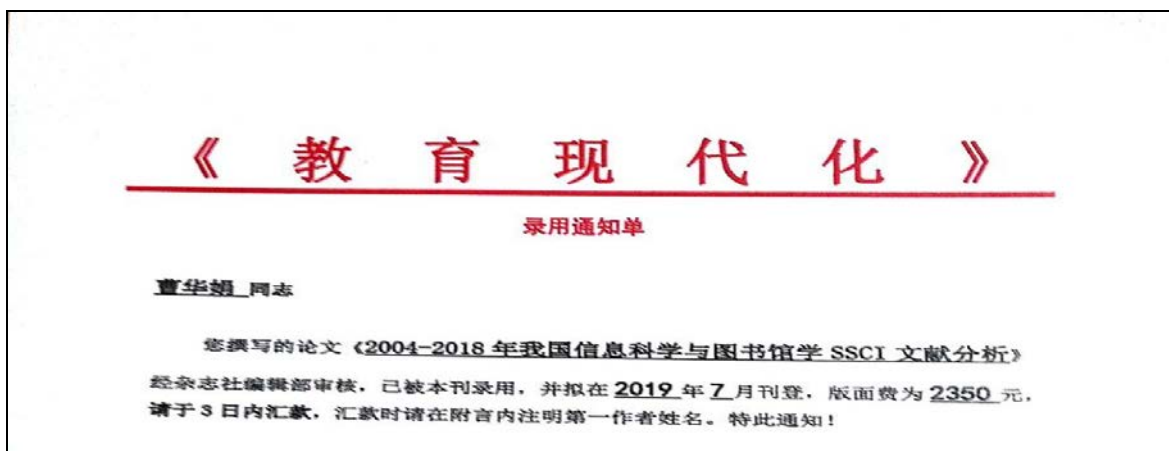 《教育现代化》
录用通知单
曹华娟 同志
您撰写的论文《2004-2018 年我国信息科学与图书馆学 SSCI 文献分析》
经杂志社编辑部审核，已被本刊录用，并拟在 2019 年 7 月刊登，版面费为 2350 元，
请于 3 日内汇款，汇款时请在附言内注明第一作者姓名。特此通知！